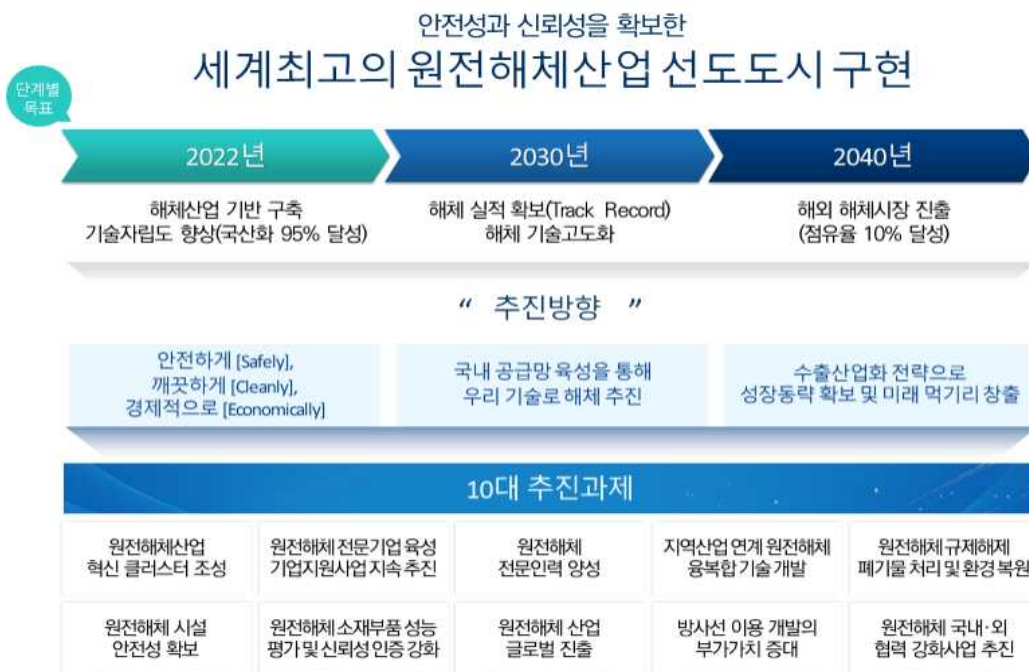 안전성과 신뢰성을 확보한
세계최고의 원전해체산업 선도도시 구현
단계별
목표
2022년
2030년
2040년
해체산업 기반 구축
기술자립도 향상(국산화 95% 달성)
해체 실적 확보(Track Record)
해체 기술고도화
해외 해체시장 진출
(점유율 10% 달성)
“ 추진방향 ”
안전하게 [Safely],
깨끗하게 [Cleanly],
경제적으로 [Economically]
국내 공급망 육성을 통해
우리 기술로 해체 추진
수출산업화 전략으로
성장동략 확보 및 미래 먹기리 창출
10대 추진과제
원전해체산업
혁신 클러스터 조성
원전해체 전문기업 육성
기업지원사업 지속 추진
원전해체
전문인력 양성
지역산업 연계 원전해체
융복합 기술 개발
원전해체 규제해제
폐기물 처리 및 환경 복원
원전해체 시설
안전성 확보
원전해체 소재부품 성능
평가 및 신뢰성 인증 강화
원전해체 산업
글로벌 진출
방사선 이용 개발의
부가가치 증대
원전해체 국내·외
협력 강화사업 추진